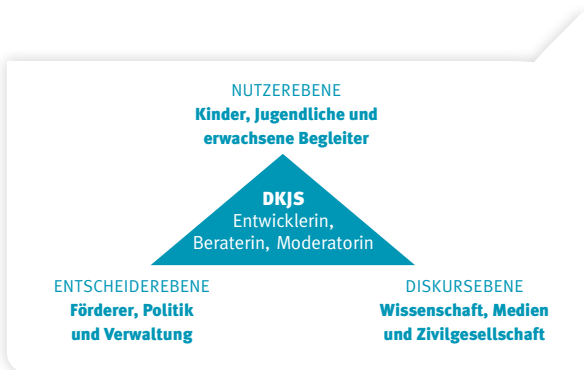 NUTZEREBENE
Kinder, Jugendliche und
erwachsene Begleiter
DKJS
Entwicklerin,
Beraterin, Moderatorin
ENTSCHEIDEREBENE
Förderer, Politik
und Verwaltung
DISKURSEBENE
Wissenschaft, Medien
und Zivilgesellschaft